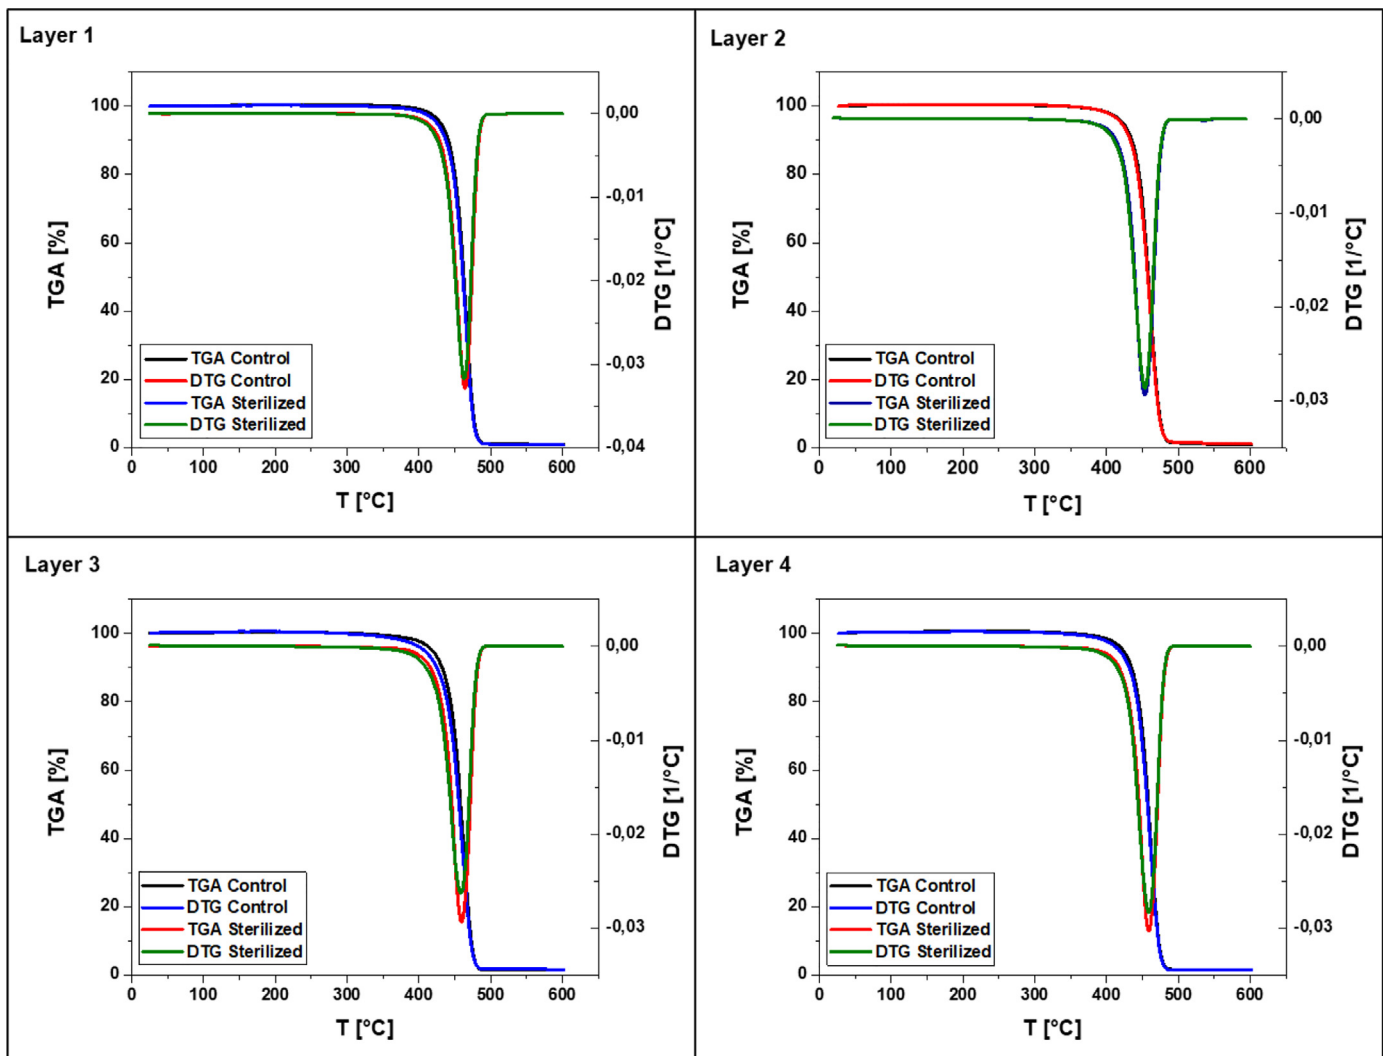 Layer 1
100
80
60
40
20
0
TGA [%]
0,00
-0,01
-0,02
-0,03
-0,04
DTG [1/°C]
TGA Control
DTG Control
TGA Sterilized
DTG Sterilized
0 100 200 300 400 500 600
T [°C]
Layer 2
100
80
60
40
20
0
TGA [%]
0,00
-0,01
-0,02
-0,03
DTG [1/°C]
TGA Control
DTG Control
TGA Sterilized
DTG Sterilized
0 100 200 300 400 500 600
T [°C]
Layer 3
100
80
60
40
20
0
TGA [%]
0,00
-0,01
-0,02
-0,03
DTG [1/°C]
TGA Control
DTG Control
TGA Sterilized
DTG Sterilized
0 100 200 300 400 500 600
T [°C]
Layer 4
100
80
60
40
20
0
TGA [%]
0,00
-0,01
-0,02
-0,03
DTG [1/°C]
TGA Control
DTG Control
TGA Sterilized
DTG Sterilized
0 100 200 300 400 500 600
T [°C]